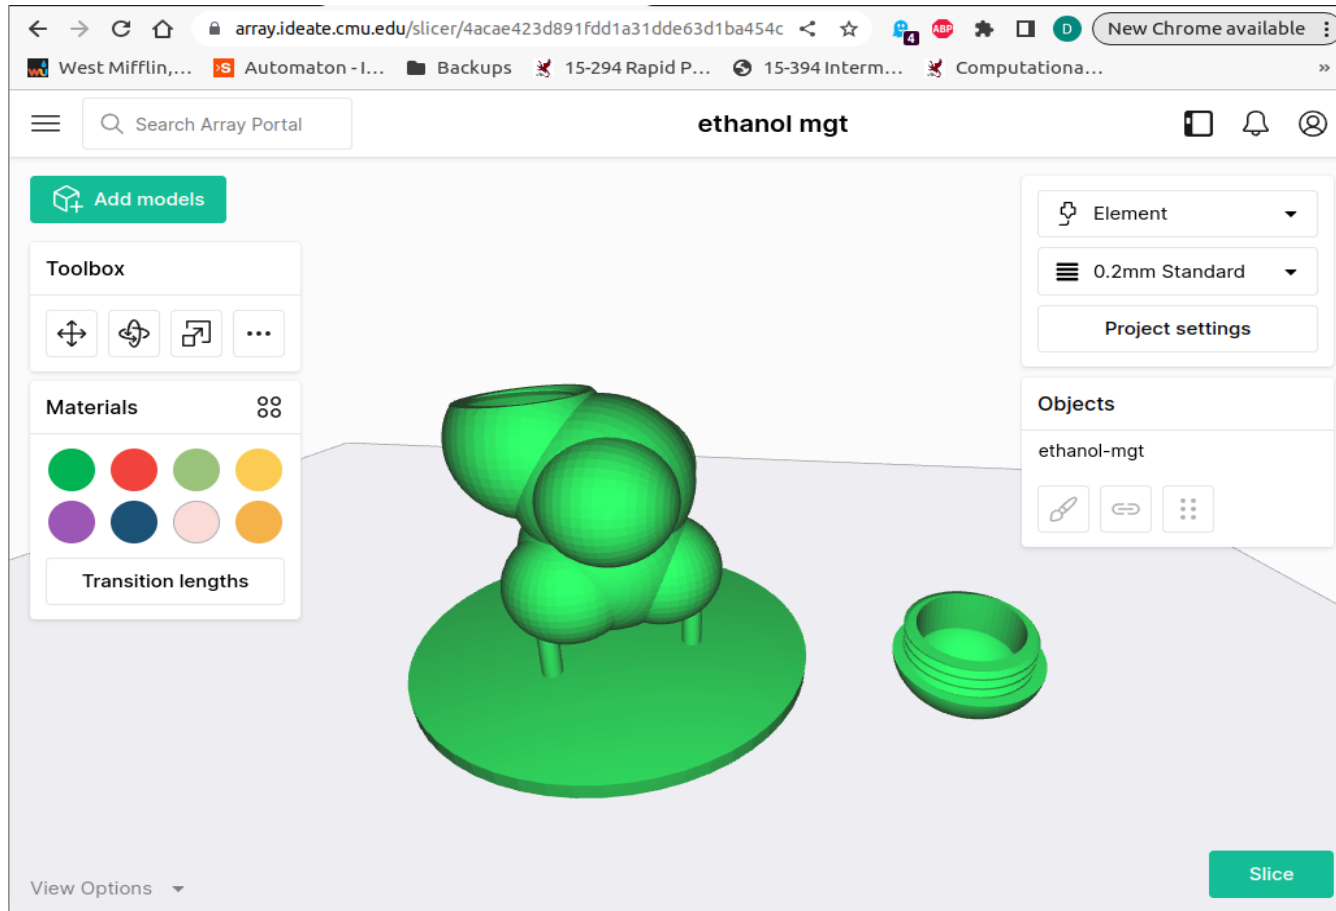 array.ideate.cmu.edu/slicer/4acae423d891fdd1a31dde63d1ba454c
4
ABP
D
New Chrome available
West Mifflin,...
S Automaton - I...
Backups
15-294 Rapid P...
15-394 Interm...
Computationa...
»
Search Array Portal
ethanol mgt
Add models
Toolbox
Materials
Transition lengths
Element
0.2mm Standard
Project settings
Objects
ethanol-mgt
View Options
Slice